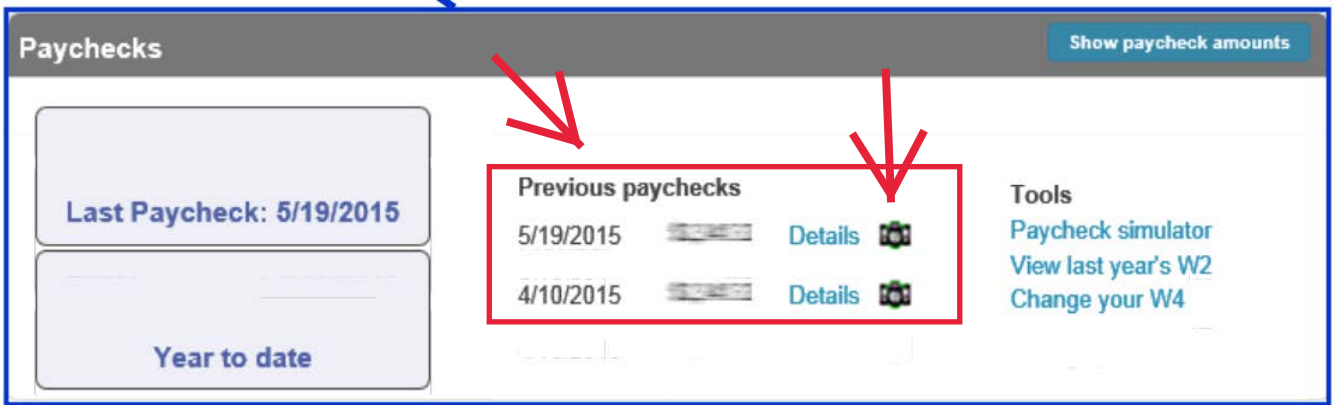 Paychecks
Show paycheck amounts
Last Paycheck: 5/19/2015
Year to date
Previous paychecks
5/19/2015 Details
4/10/2015 Details
Tools
Paycheck simulator
View last year's W2
Change your W4